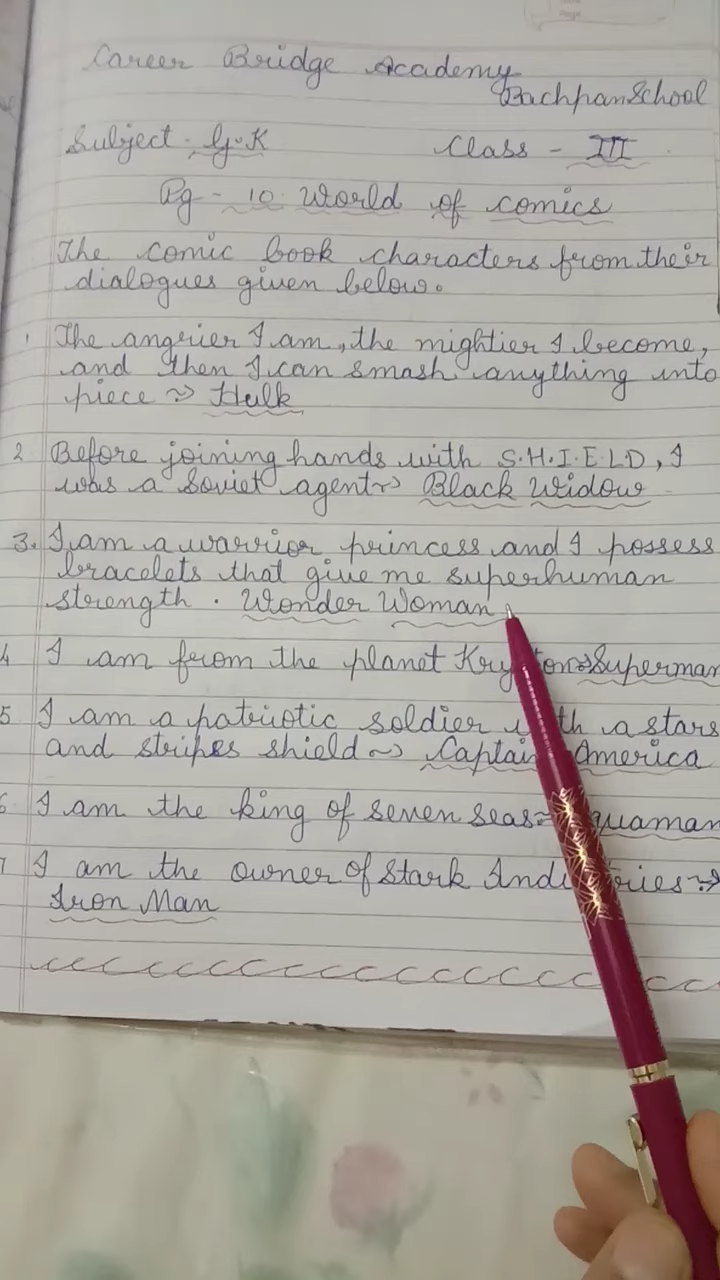 Career Bridge Academy
Bachpan School
Subject - G.K Class - III
Pg - 10 World of comics
The comic book characters from their
dialogues given below.
1 The angrier I am, the mightier I become,
and then I can smash anything into
piece ~> Hulk
2 Before joining hands with S.H.I.E.L.D, I
was a Soviet agent ~> Black Widow
3. I am a warrior princess and I possess
bracelets that give me superhuman
strength. Wonder Woman
4 I am from the planet Krypton ~> Superman
5 I am a patriotic soldier with a stars
and stripes shield ~> Captain America
6 I am the king of seven seas ~> Aquaman
7 I am the owner of Stark Industries ~>
Iron Man